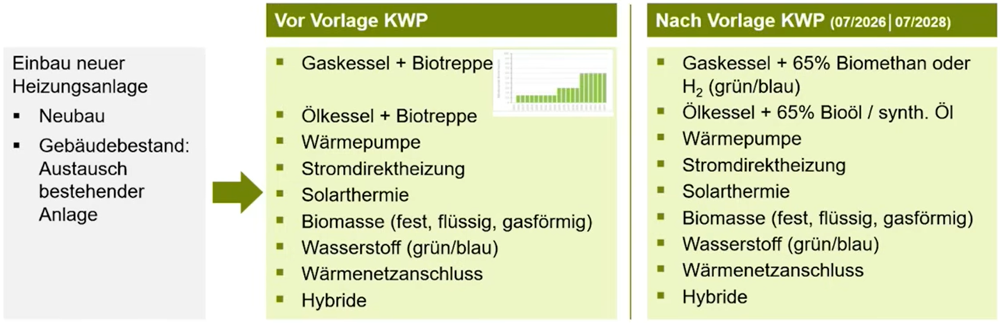 Einbau neuer
Heizungsanlage
▪ Neubau
▪ Gebäudebestand:
Austausch
bestehender
Anlage
Vor Vorlage KWP
▪ Gaskessel + Biotreppe
▪ Ölkessel + Biotreppe
▪ Wärmepumpe
▪ Stromdirektheizung
▪ Solarthermie
▪ Biomasse (fest, flüssig, gasförmig)
▪ Wasserstoff (grün/blau)
▪ Wärmenetzanschluss
▪ Hybride
Nach Vorlage KWP (07/2026|07/2028)
▪ Gaskessel + 65% Biomethan oder
H₂ (grün/blau)
▪ Ölkessel + 65% Bioöl / synth. Öl
▪ Wärmepumpe
▪ Stromdirektheizung
▪ Solarthermie
▪ Biomasse (fest, flüssig, gasförmig)
▪ Wasserstoff (grün/blau)
▪ Wärmenetzanschluss
▪ Hybride